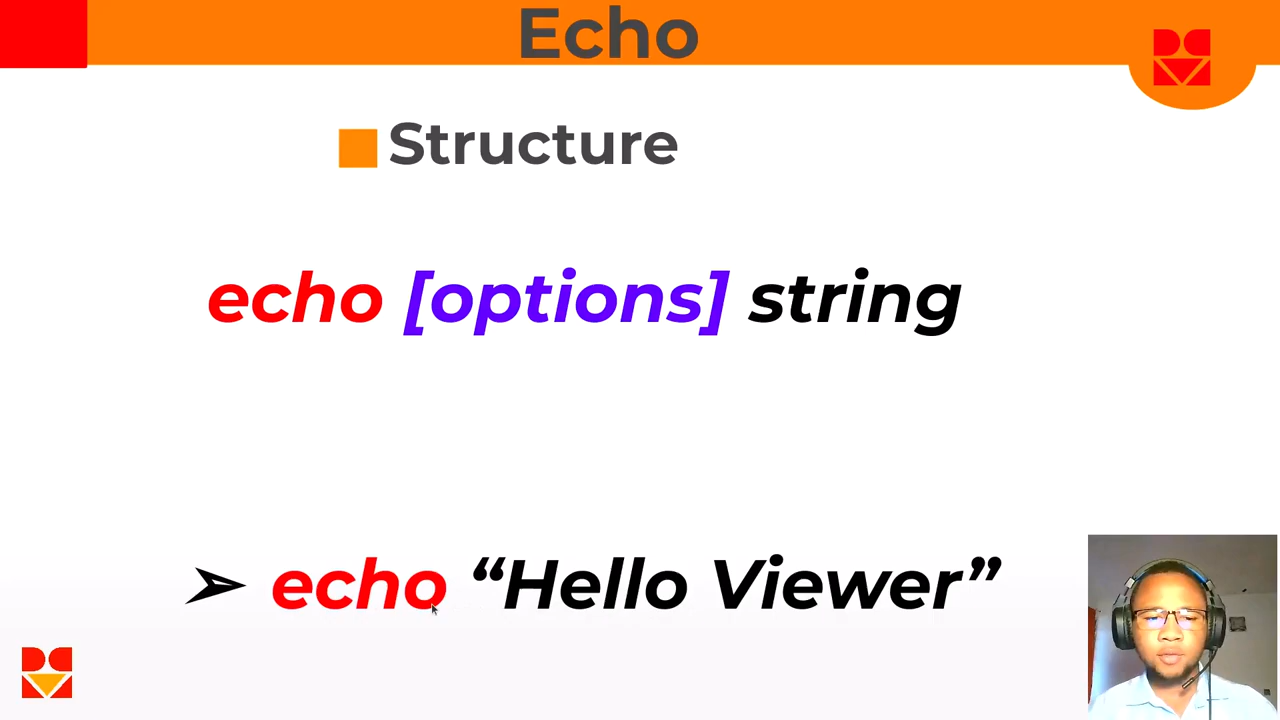 Echo
Structure
echo [options] string
➢ echo “Hello Viewer”